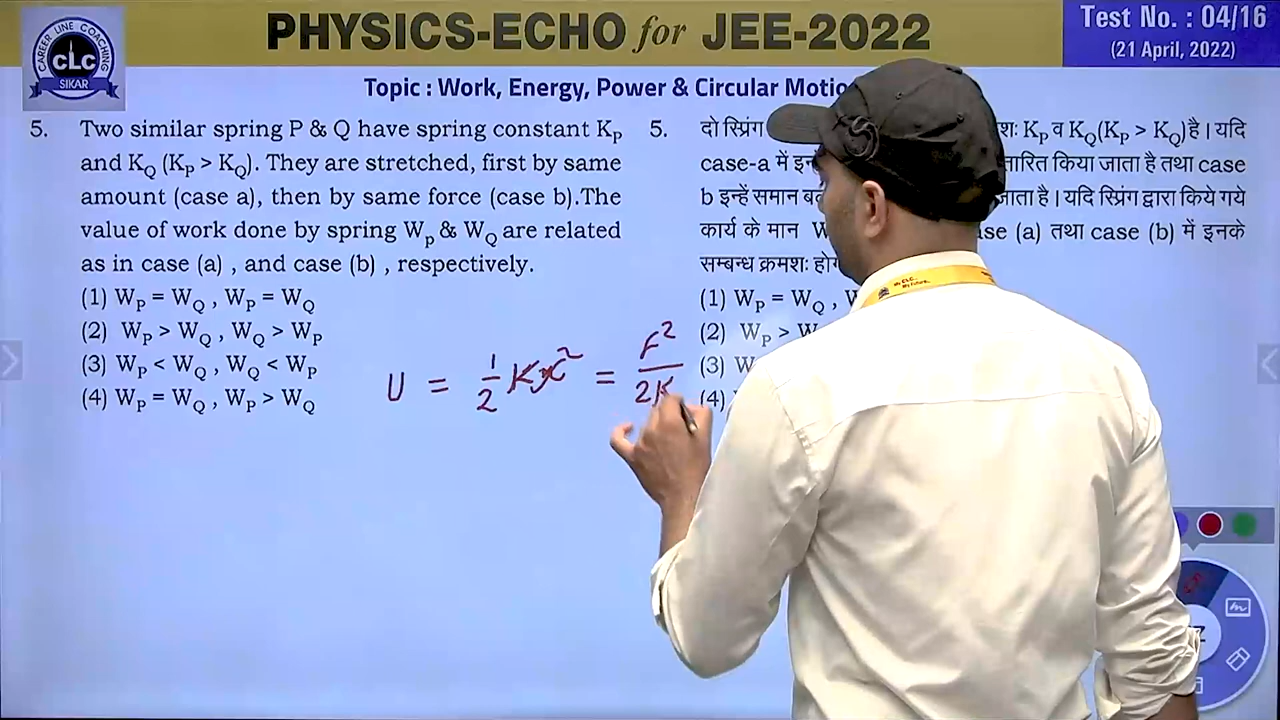 PHYSICS-ECHO for JEE-2022
Test No. : 04/16
(21 April, 2022)
CAREER LINE COACHING
CLC
SIKAR
Topic : Work, Energy, Power & Circular Motio
5. Two similar spring P & Q have spring constant K_P
and K_Q (K_P > K_Q). They are stretched, first by same
amount (case a), then by same force (case b).The
value of work done by spring W_p & W_Q are related
as in case (a) , and case (b) , respectively.
(1) W_P = W_Q , W_P = W_Q
(2) W_P > W_Q , W_Q > W_P
(3) W_P < W_Q , W_Q < W_P
(4) W_P = W_Q , W_P > W_Q
U = 1/2 Kx² = F²/2K
5. दो स्प्रिंग K_P व K_Q(K_P > K_Q) है। यदि
case-a में तारित किया जाता है तथा case
b इन्हें समान जाता है। यदि स्प्रिंग द्वारा किये गये
कार्य के मान W (a) तथा case (b) में इनके
सम्बन्ध क्रमशः
(1) W_P = W_Q ,
(2) W_P >
(3) W
(4)